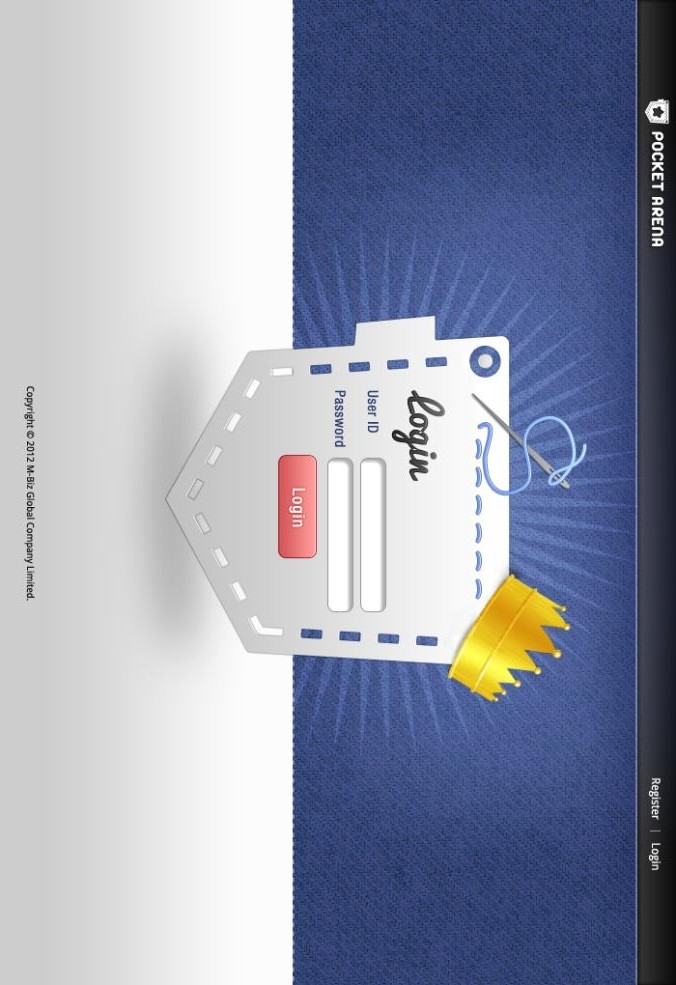 POCKET ARENA
Register | Login
Login
User ID
Password
Login
Copyright © 2012 M-Biz Global Company Limited.